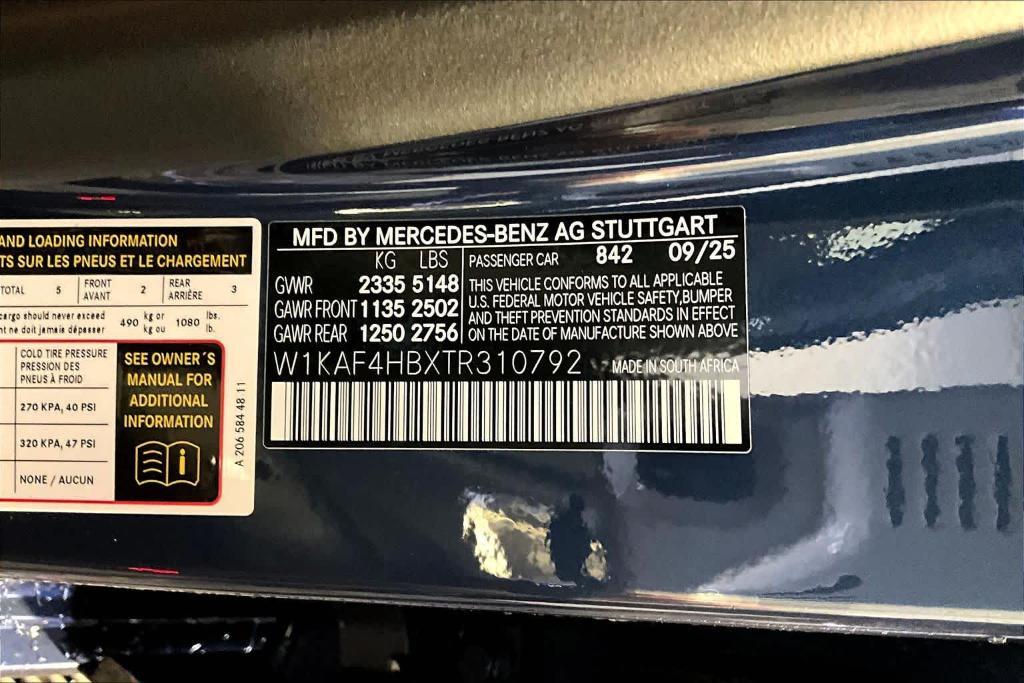 AND LOADING INFORMATION
TS SUR LES PNEUS ET LE CHARGEMENT
TOTAL 5 FRONT AVANT 2 REAR ARRIÈRE 3
cargo should never exceed
nt ne doit jamais dépasser
490 kg or kg ou 1080 lbs. lb.
COLD TIRE PRESSURE
PRESSION DES
PNEUS À FROID
270 KPA, 40 PSI
320 KPA, 47 PSI
NONE / AUCUN
SEE OWNER´S
MANUAL FOR
ADDITIONAL
INFORMATION
A 206 584 48 11
MFD BY MERCEDES-BENZ AG STUTTGART
KG LBS PASSENGER CAR 842 09/25
GVWR 2335 5148
GAWR FRONT 1135 2502
GAWR REAR 1250 2756
THIS VEHICLE CONFORMS TO ALL APPLICABLE
U.S. FEDERAL MOTOR VEHICLE SAFETY,BUMPER
AND THEFT PREVENTION STANDARDS IN EFFECT
ON THE DATE OF MANUFACTURE SHOWN ABOVE
W1KAF4HBXTR310792 MADE IN SOUTH AFRICA